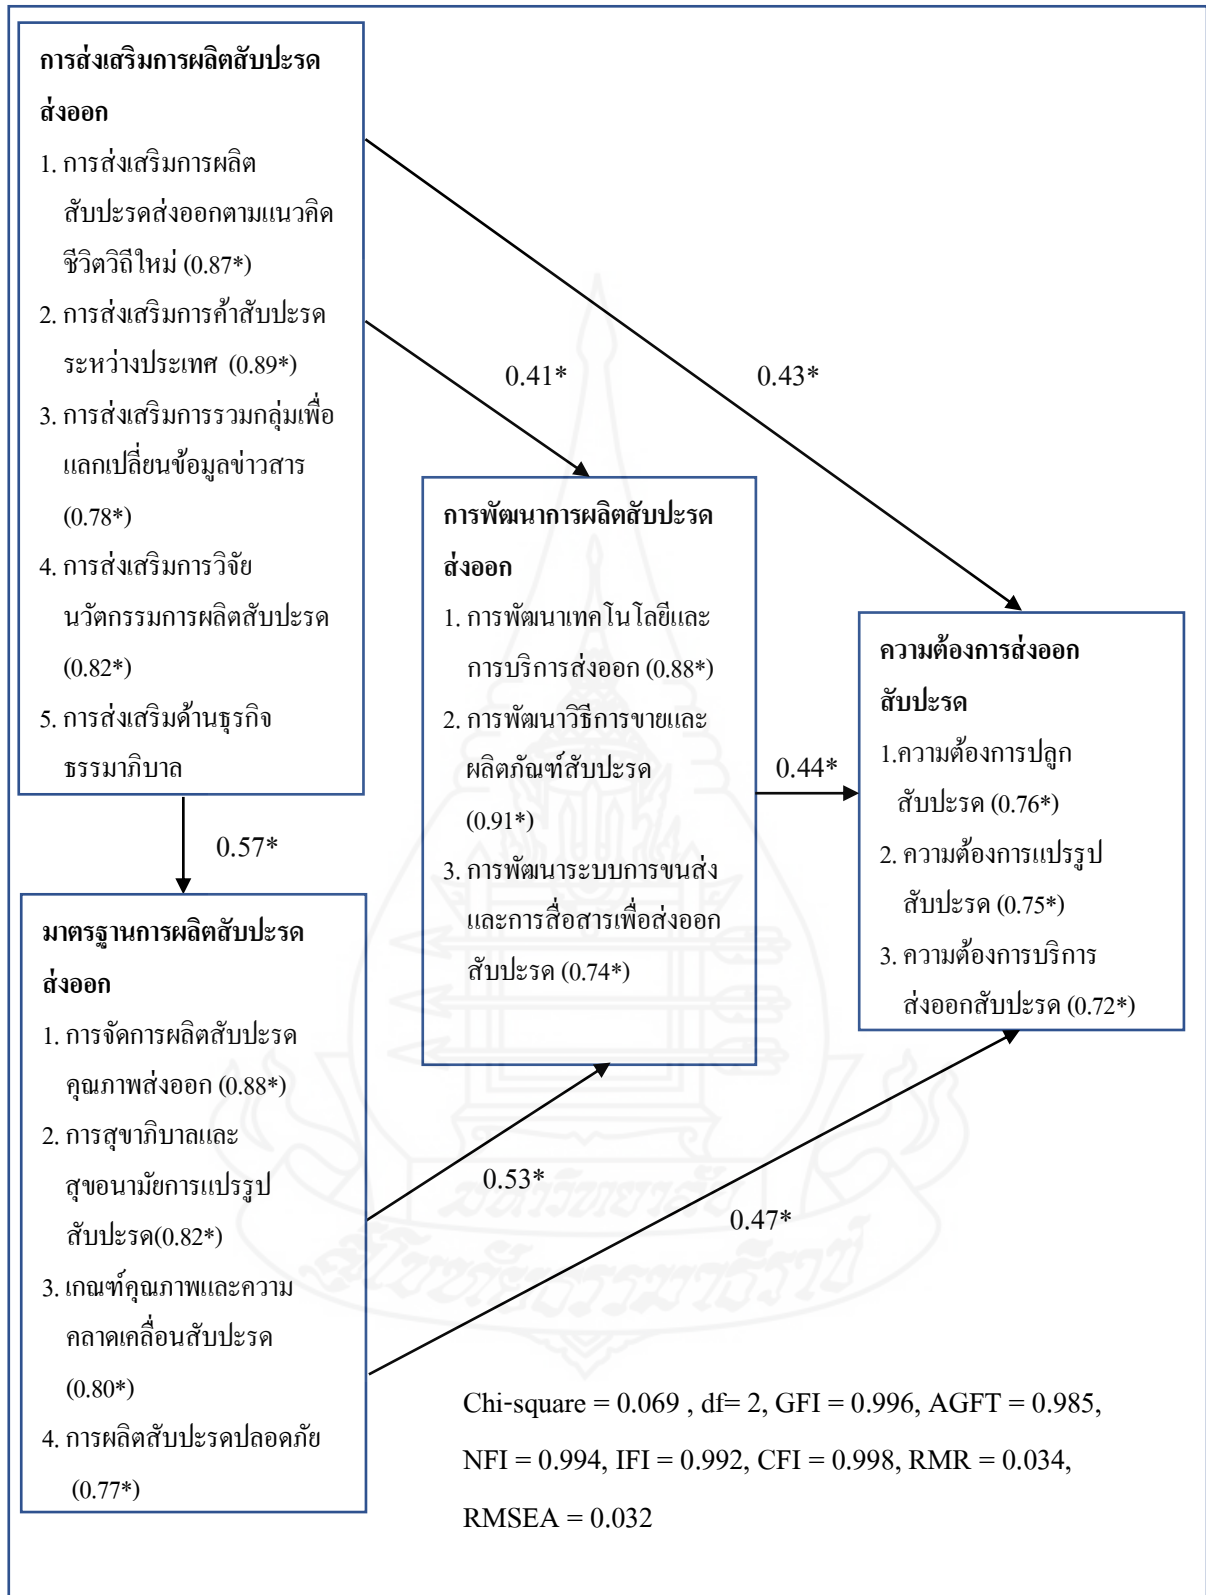 การส่งเสริมการผลิตสับปะรด
ส่งออก
1. การส่งเสริมการผลิต
สับปะรดส่งออกตามแนวคิด
ชีวิตวิถีใหม่ (0.87*)
2. การส่งเสริมการค้าสับปะรด
ระหว่างประเทศ (0.89*)
3. การส่งเสริมการรวมกลุ่มเพื่อ
แลกเปลี่ยนข้อมูลข่าวสาร
(0.78*)
4. การส่งเสริมการวิจัย
นวัตกรรมการผลิตสับปะรด
(0.82*)
5. การส่งเสริมด้านธุรกิจ
ธรรมาภิบาล
0.41*
0.43*
0.57*
การพัฒนาการผลิตสับปะรด
ส่งออก
1. การพัฒนาเทคโนโลยีและ
การบริการส่งออก (0.88*)
2. การพัฒนาวิธีการขายและ
ผลิตภัณฑ์สับปะรด
(0.91*)
3. การพัฒนาระบบการขนส่ง
และการสื่อสารเพื่อส่งออก
สับปะรด (0.74*)
0.44*
ความต้องการส่งออก
สับปะรด
1.ความต้องการปลูก
สับปะรด (0.76*)
2. ความต้องการแปรรูป
สับปะรด (0.75*)
3. ความต้องการบริการ
ส่งออกสับปะรด (0.72*)
มาตรฐานการผลิตสับปะรด
ส่งออก
1. การจัดการผลิตสับปะรด
คุณภาพส่งออก (0.88*)
2. การสุขาภิบาลและ
สุขอนามัยการแปรรูป
สับปะรด(0.82*)
3. เกณฑ์คุณภาพและความ
คลาดเคลื่อนสับปะรด
(0.80*)
4. การผลิตสับปะรดปลอดภัย
(0.77*)
0.53*
0.47*
มหาวิทยาลัย
สุโขทัยธรรมาธิราช
Chi-square = 0.069 , df= 2, GFI = 0.996, AGFT = 0.985,
NFI = 0.994, IFI = 0.992, CFI = 0.998, RMR = 0.034,
RMSEA = 0.032